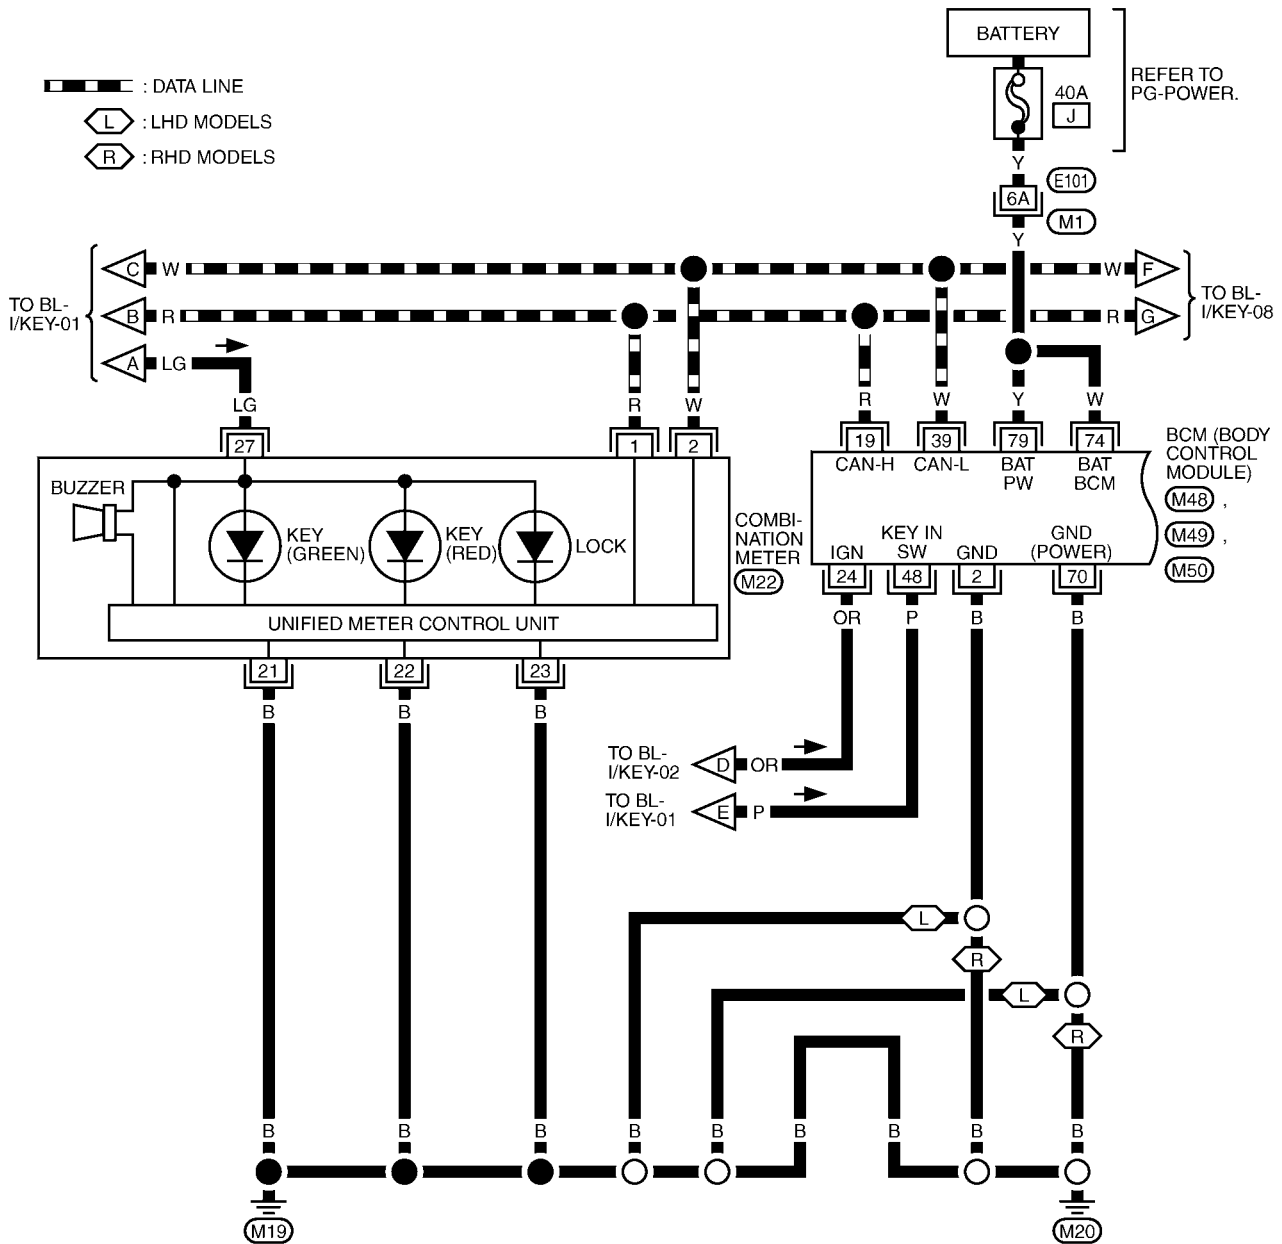 BATTERY
REFER TO
PG-POWER.
40A
J
: DATA LINE
L : LHD MODELS
R : RHD MODELS
Y
E101
6A
M1
Y
C W
W F
TO BL-
I/KEY-01
B R
R G
TO BL-
I/KEY-08
A LG
LG
R
W
R
W
Y
W
27
1
2
19
39
79
74
BCM (BODY
CONTROL
MODULE)
M48 ,
M49 ,
M50
CAN-H
CAN-L
BAT
PW
BAT
BCM
BUZZER
KEY
(GREEN)
KEY
(RED)
LOCK
COMBI-
NATION
METER
M22
IGN
KEY IN
SW
GND
GND
(POWER)
24
48
2
70
OR
P
B
B
UNIFIED METER CONTROL UNIT
21
22
23
B
B
B
TO BL-
I/KEY-02
D OR
TO BL-
I/KEY-01
E P
L
R
L
R
B
B
B
B
B
B
B
B
B
M19
M20